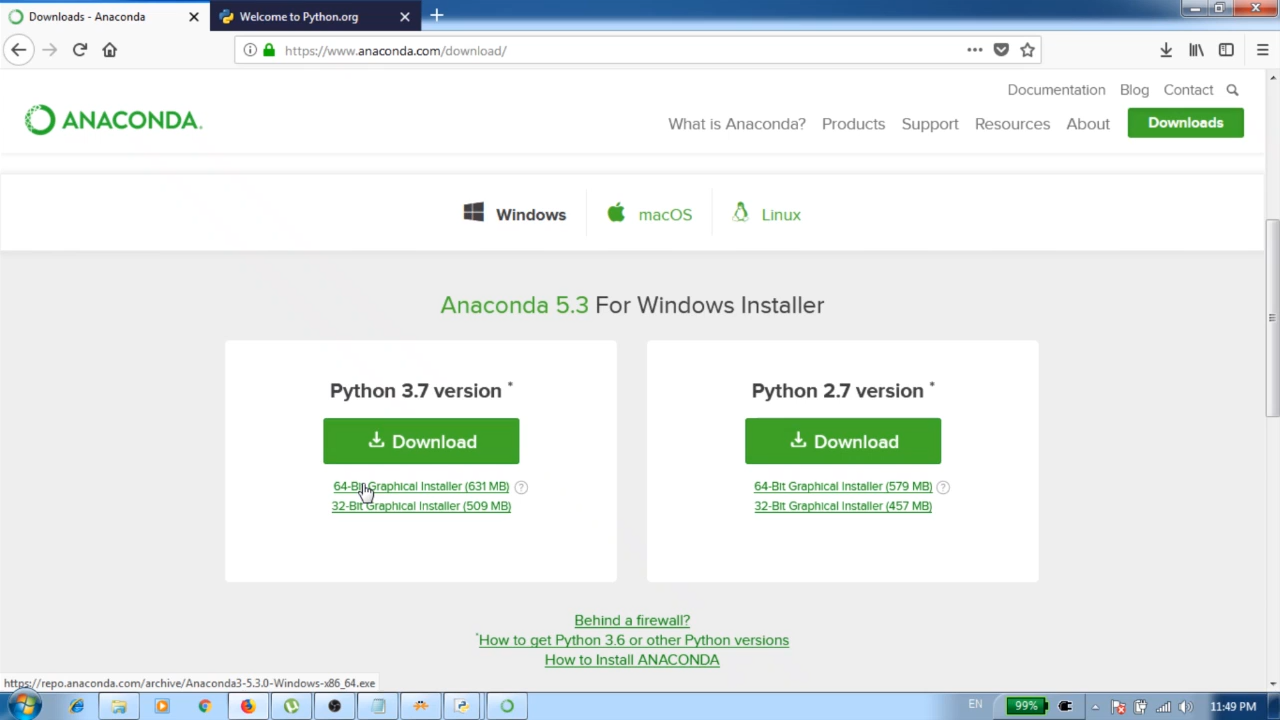 Downloads - Anaconda
Welcome to Python.org
https://www.anaconda.com/download/
Documentation Blog Contact
ANACONDA.
What is Anaconda? Products Support Resources About Downloads
Windows macOS Linux
Anaconda 5.3 For Windows Installer
Python 3.7 version *
Python 2.7 version *
Download
Download
64-Bit Graphical Installer (631 MB) ?
64-Bit Graphical Installer (579 MB) ?
32-Bit Graphical Installer (509 MB)
32-Bit Graphical Installer (457 MB)
Behind a firewall?
*How to get Python 3.6 or other Python versions
How to Install ANACONDA
https://repo.anaconda.com/archive/Anaconda3-5.3.0-Windows-x86_64.exe
EN 99% 11:49 PM